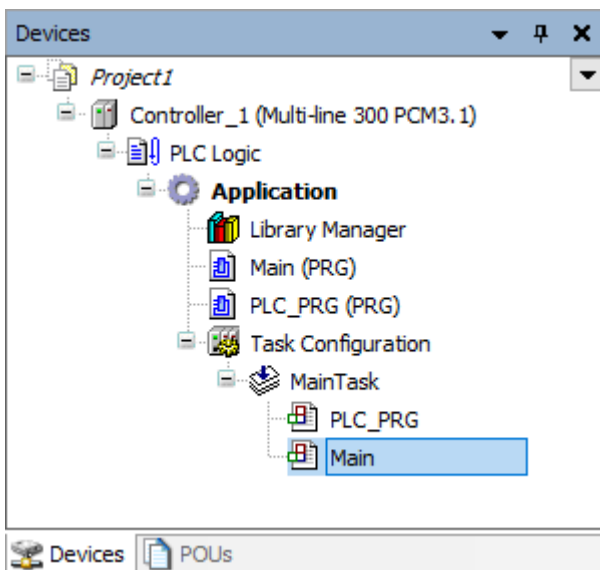 Devices
Project1
Controller_1 (Multi-line 300 PCM3.1)
PLC Logic
Application
Library Manager
Main (PRG)
PLC_PRG (PRG)
Task Configuration
MainTask
PLC_PRG
Main
Devices POUs